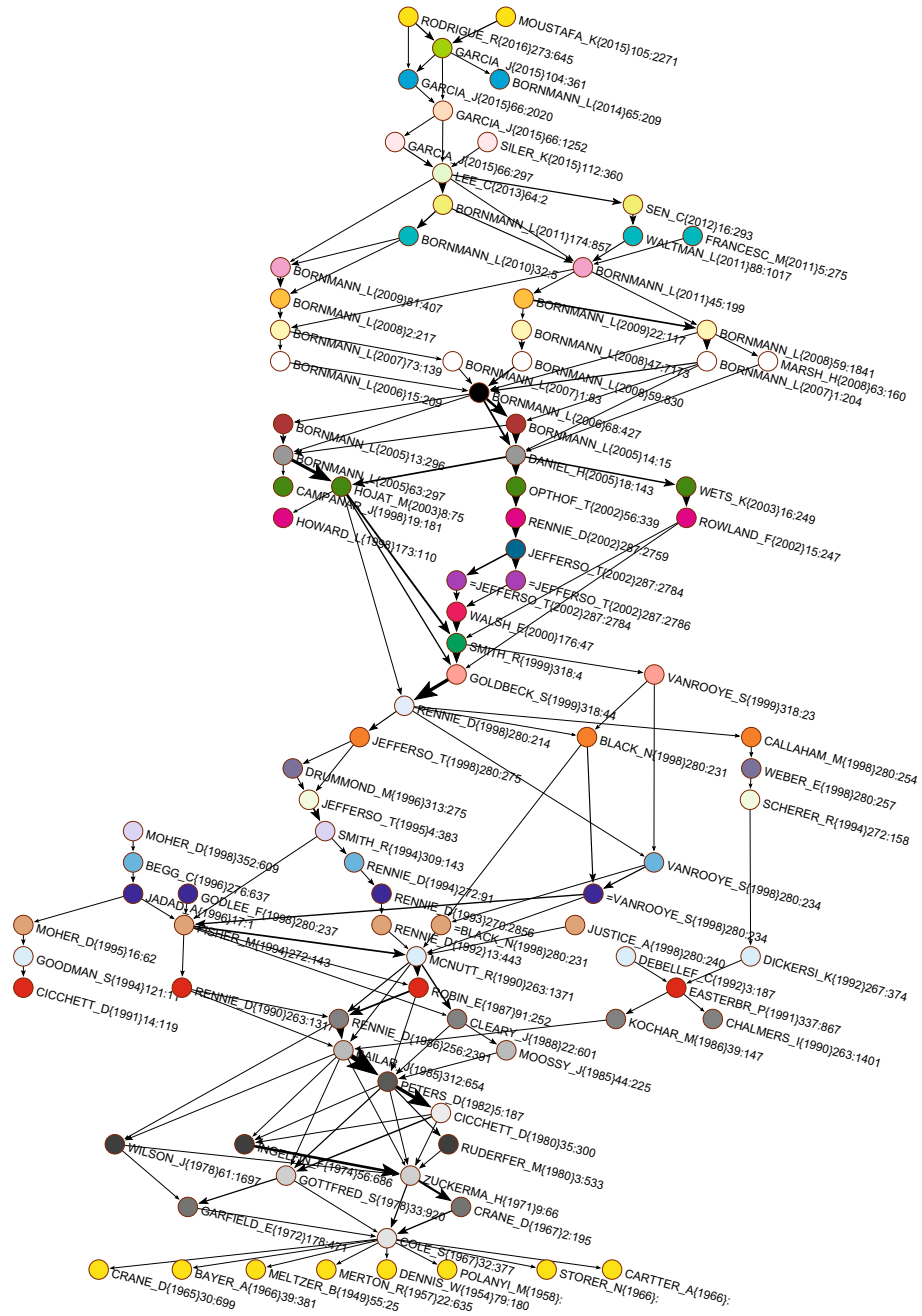 RODRIGUE_R{2016}273:645
MOUSTAFA_K{2015}105:2271
GARCIA_J{2015}104:361
GARCIA_J{2015}66:2020
BORNMANN_L{2014}65:209
GARCIA_J{2015}66:1252
GARCIA_J{2015}66:297
SILER_K{2015}112:360
LEE_C{2013}64:2
BORNMANN_L{2011}174:857
SEN_C{2012}16:293
BORNMANN_L{2010}32:5
WALTMAN_L{2011}88:1017
FRANCESC_M{2011}5:275
BORNMANN_L{2009}81:407
BORNMANN_L{2011}45:199
BORNMANN_L{2008}2:217
BORNMANN_L{2009}22:117
BORNMANN_L{2007}73:139
BORNMANN_L{2008}47:7173
BORNMANN_L{2008}59:1841
BORNMANN_L{2006}15:209
BORNMANN_L{2007}1:83
BORNMANN_L{2008}59:830
BORNMANN_L{2007}1:204
MARSH_H{2008}63:160
BORNMANN_L{2006}68:427
BORNMANN_L{2005}13:296
BORNMANN_L{2005}14:15
BORNMANN_L{2005}63:297
DANIEL_H{2005}18:143
CAMPANAR_J{1998}19:181
HOJAT_M{2003}8:75
OPTHOF_T{2002}56:339
WETS_K{2003}16:249
HOWARD_L{1998}173:110
RENNIE_D{2002}287:2759
ROWLAND_F{2002}15:247
JEFFERSO_T{2002}287:2784
=JEFFERSO_T{2002}287:2784
=JEFFERSO_T{2002}287:2786
WALSH_E{2000}176:47
SMITH_R{1999}318:4
GOLDBECK_S{1999}318:44
VANROOYE_S{1999}318:23
RENNIE_D{1998}280:214
JEFFERSO_T{1998}280:275
BLACK_N{1998}280:231
CALLAHAM_M{1998}280:254
DRUMMOND_M{1996}313:275
WEBER_E{1998}280:257
JEFFERSO_T{1995}4:383
SCHERER_R{1994}272:158
MOHER_D{1998}352:609
SMITH_R{1994}309:143
BEGG_C{1996}276:637
RENNIE_D{1994}272:91
VANROOYE_S{1998}280:234
JADAD_A{1996}17:1
GODLEE_F{1998}280:237
RENNIE_D{1993}270:2856
=VANROOYE_S{1998}280:234
MOHER_D{1995}16:62
FISHER_M{1994}272:143
RENNIE_D{1992}13:443
=BLACK_N{1998}280:231
JUSTICE_A{1998}280:240
GOODMAN_S{1994}121:11
MCNUTT_R{1990}263:1371
DEBELLEF_C{1992}3:187
DICKERSI_K{1992}267:374
CICCHETT_D{1991}14:119
RENNIE_D{1990}263:131
ROBIN_E{1987}91:252
EASTERBR_P{1991}337:867
RENNIE_D{1986}256:2391
CLEARY_J{1988}22:601
KOCHAR_M{1986}39:147
CHALMERS_I{1990}263:1401
BAILAR_J{1985}312:654
MOOSSY_J{1985}44:225
PETERS_D{1982}5:187
CICCHETT_D{1980}35:300
WILSON_J{1978}61:1697
INGELFIN_F{1974}56:686
RUDERFER_M{1980}3:533
GOTTFRED_S{1978}33:920
ZUCKERMA_H{1971}9:66
GARFIELD_E{1972}178:471
CRANE_D{1967}2:195
COLE_S{1967}32:377
CRANE_D{1965}30:699
BAYER_A{1966}39:381
MELTZER_B{1949}55:25
MERTON_R{1957}22:635
DENNIS_W{1954}79:180
POLANYI_M{1958}:
STORER_N{1966}:
CARTTER_A{1966}: